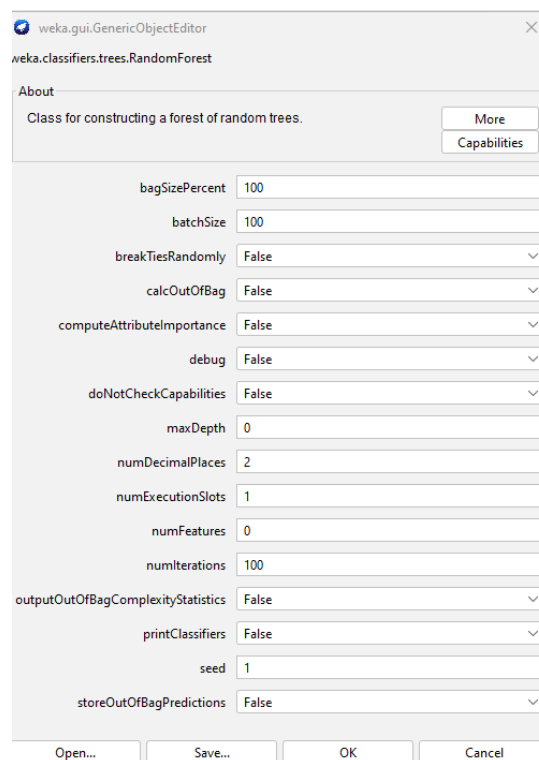 weka.gui.GenericObjectEditor
weka.classifiers.trees.RandomForest
About
Class for constructing a forest of random trees.
More
Capabilities
bagSizePercent 100
batchSize 100
breakTiesRandomly False
calcOutOfBag False
computeAttributeImportance False
debug False
doNotCheckCapabilities False
maxDepth 0
numDecimalPlaces 2
numExecutionSlots 1
numFeatures 0
numIterations 100
outputOutOfBagComplexityStatistics False
printClassifiers False
seed 1
storeOutOfBagPredictions False
Open... Save... OK Cancel